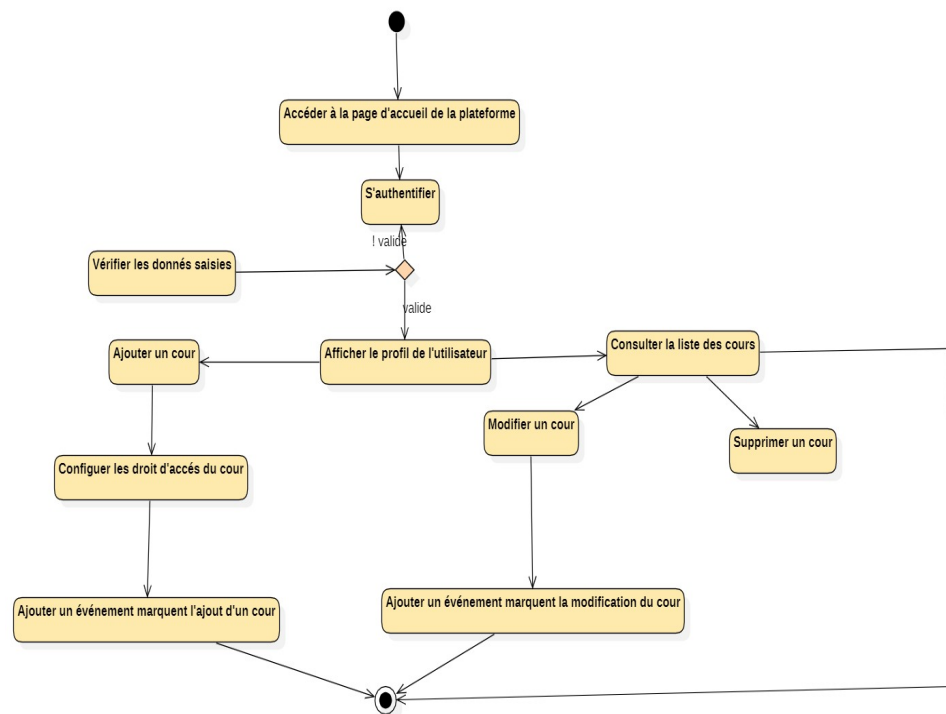 Accéder à la page d'accueil de la plateforme
S'authentifier
! valide
Vérifier les donnés saisies
valide
Ajouter un cour
Afficher le profil de l'utilisateur
Consulter la liste des cours
Modifier un cour
Supprimer un cour
Configuer les droit d'accés du cour
Ajouter un événement marquent l'ajout d'un cour
Ajouter un événement marquent la modification du cour